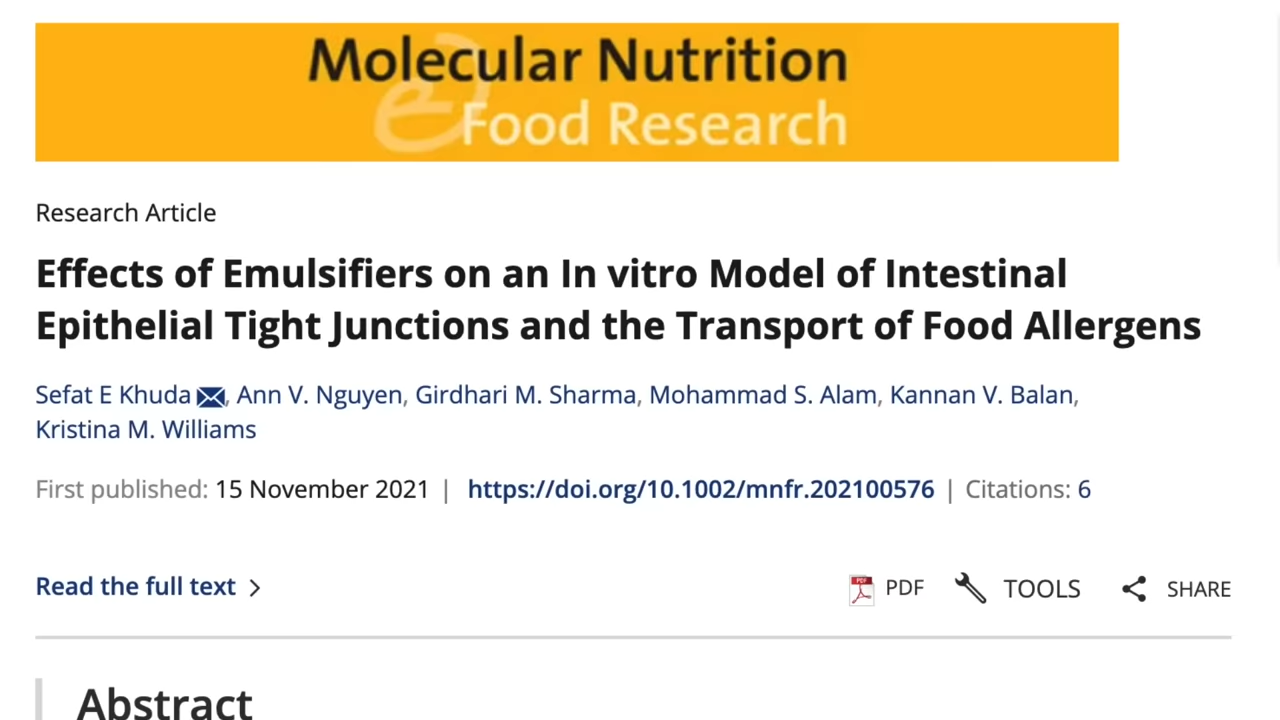 Molecular Nutrition
Food Research
Research Article
Effects of Emulsifiers on an In vitro Model of Intestinal
Epithelial Tight Junctions and the Transport of Food Allergens
Sefat E Khuda, Ann V. Nguyen, Girdhari M. Sharma, Mohammad S. Alam, Kannan V. Balan,
Kristina M. Williams
First published: 15 November 2021 | https://doi.org/10.1002/mnfr.202100576 | Citations: 6
Read the full text > PDF TOOLS SHARE
Abstract